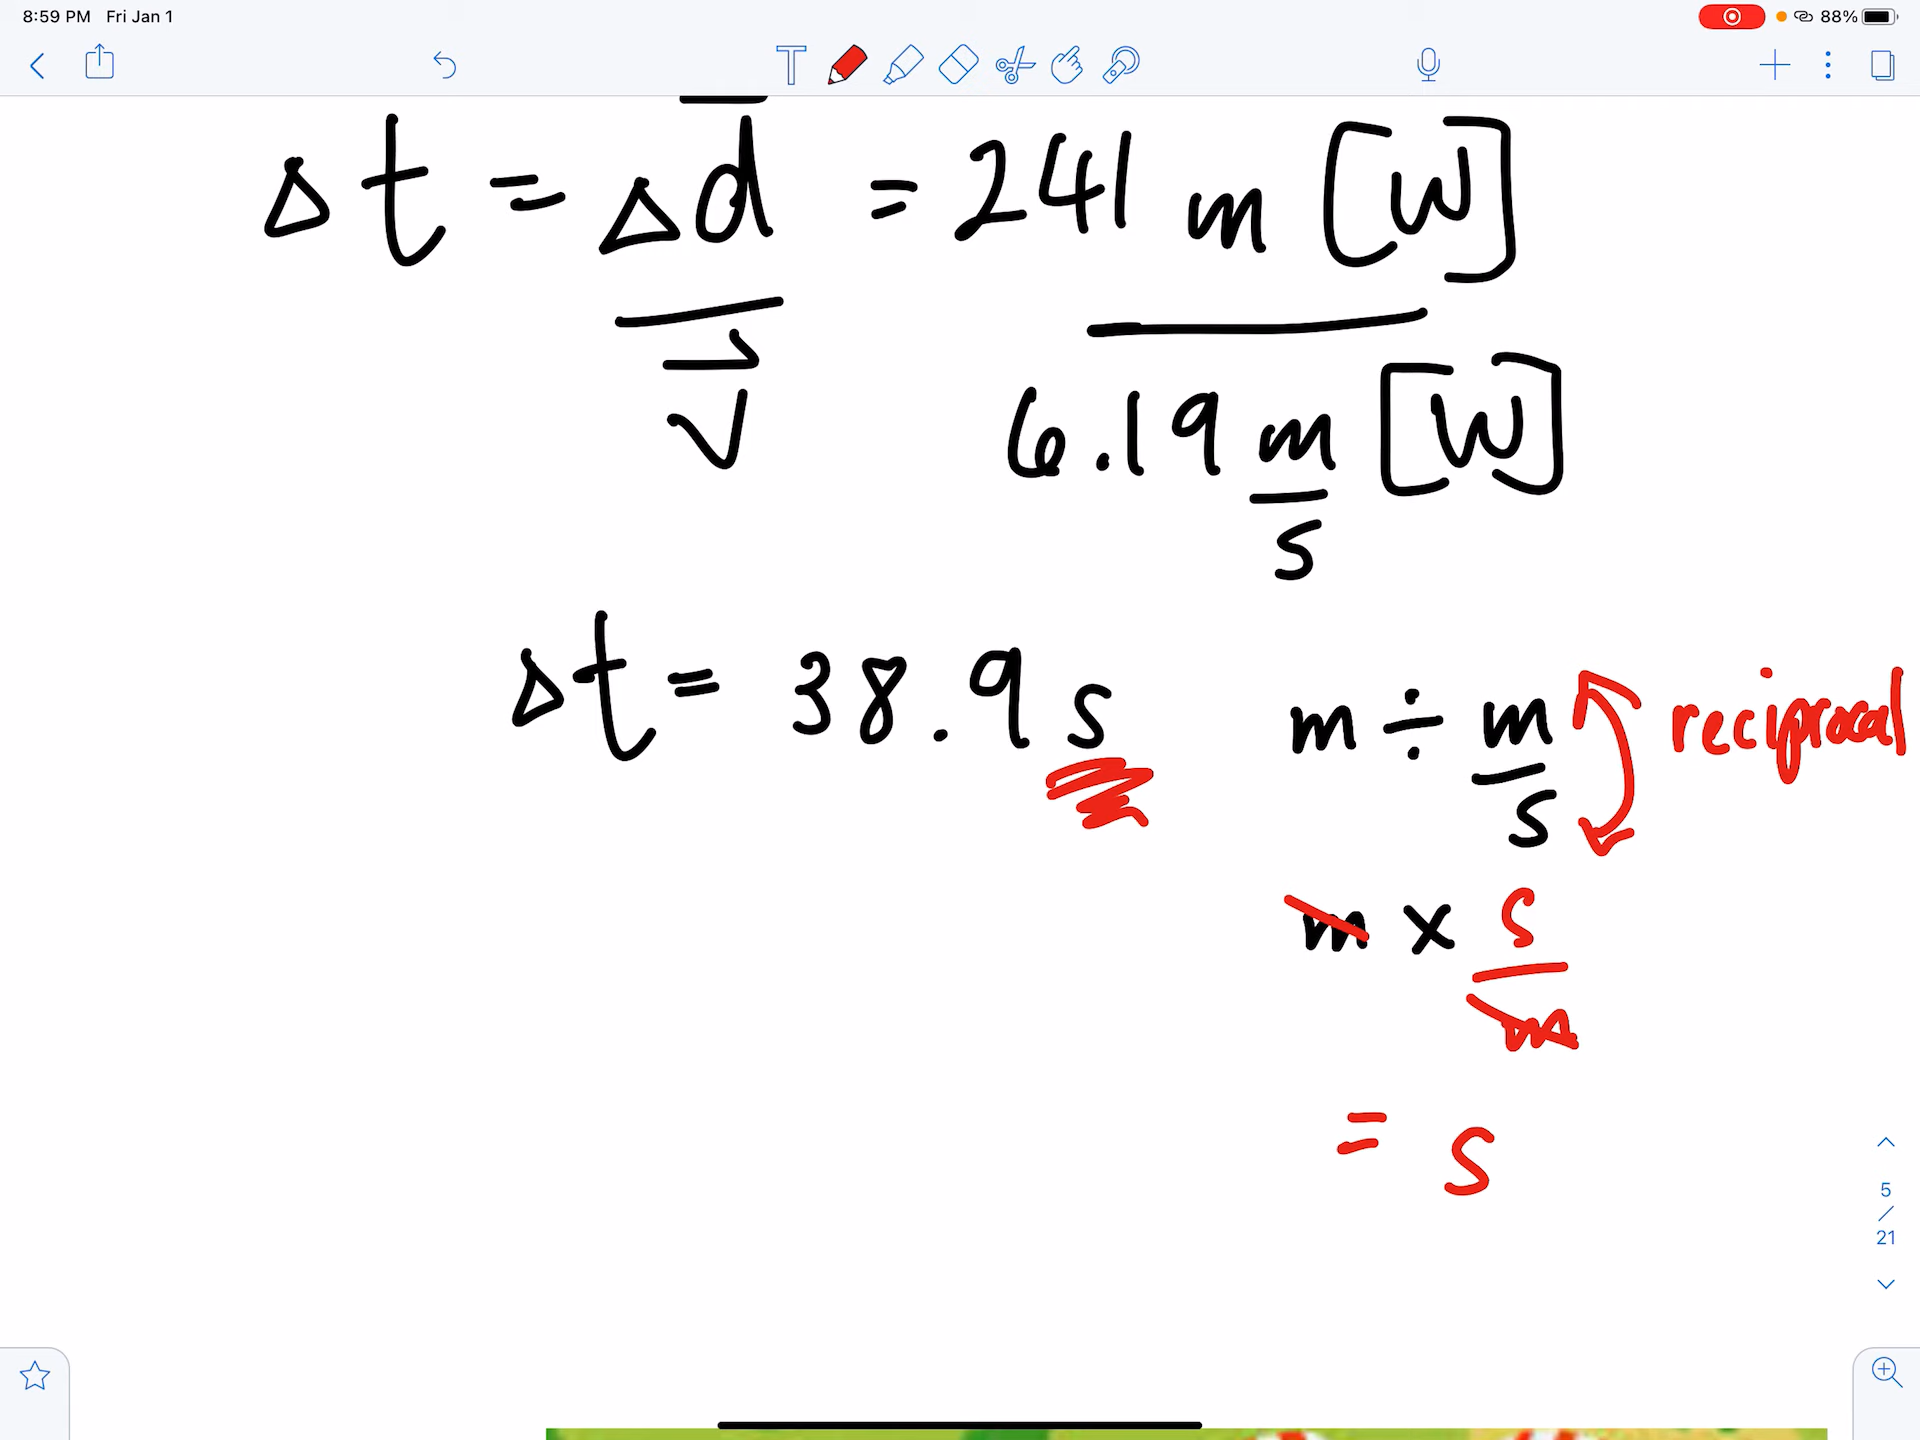 8:59 PM Fri Jan 1
88%
T
Δt = Δd = 241 m [W]
v 6.19 m [W]
s
Δt = 38.9 s
m ÷ m reciprocal
s
m x s
m
= s
5
/
21